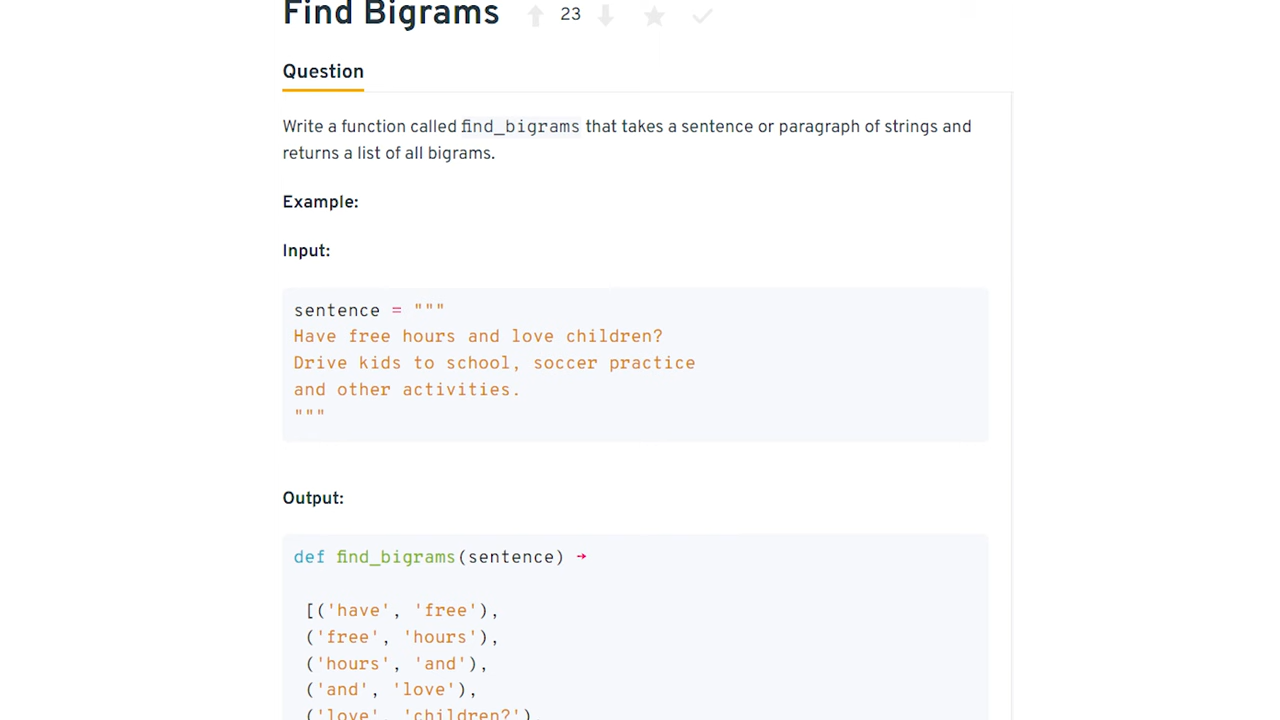 Find Bigrams 23
Question
Write a function called find_bigrams that takes a sentence or paragraph of strings and
returns a list of all bigrams.
Example:
Input:
sentence = """
Have free hours and love children?
Drive kids to school, soccer practice
and other activities.
"""
Output:
def find_bigrams(sentence) →
[('have', 'free'),
('free', 'hours'),
('hours', 'and'),
('and', 'love'),
('love', 'children?'),